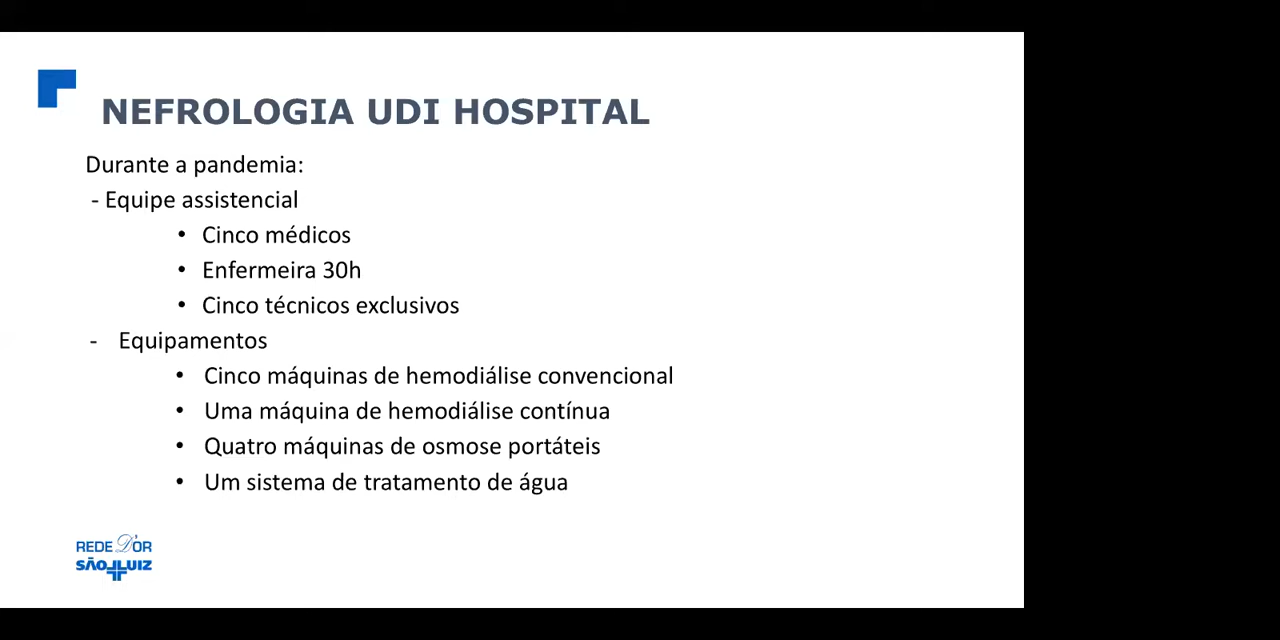 NEFROLOGIA UDI HOSPITAL
Durante a pandemia:
- Equipe assistencial
• Cinco médicos
• Enfermeira 30h
• Cinco técnicos exclusivos
- Equipamentos
• Cinco máquinas de hemodiálise convencional
• Uma máquina de hemodiálise contínua
• Quatro máquinas de osmose portáteis
• Um sistema de tratamento de água
REDE D'OR
SÃO LUIZ